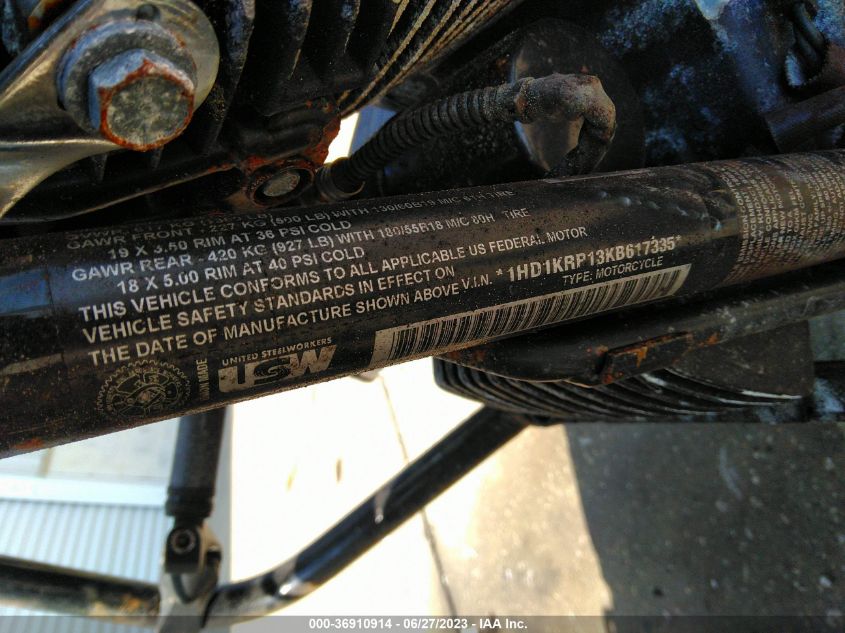 GAWR FRONT - 227 KG (500 LB) WITH 130/60B19 M/C 61H TIRE
19 X 3.50 RIM AT 36 PSI COLD
GAWR REAR - 420 KG (927 LB) WITH 180/55B18 M/C 80H TIRE
18 X 5.00 RIM AT 40 PSI COLD
THIS VEHICLE CONFORMS TO ALL APPLICABLE US FEDERAL MOTOR
VEHICLE SAFETY STANDARDS IN EFFECT ON
THE DATE OF MANUFACTURE SHOWN ABOVE V.I.N. *1HD1KRP13KB617335*
TYPE: MOTORCYCLE
UNION MADE
UNITED STEELWORKERS
USW
000-36910914 - 06/27/2023 - IAA Inc.